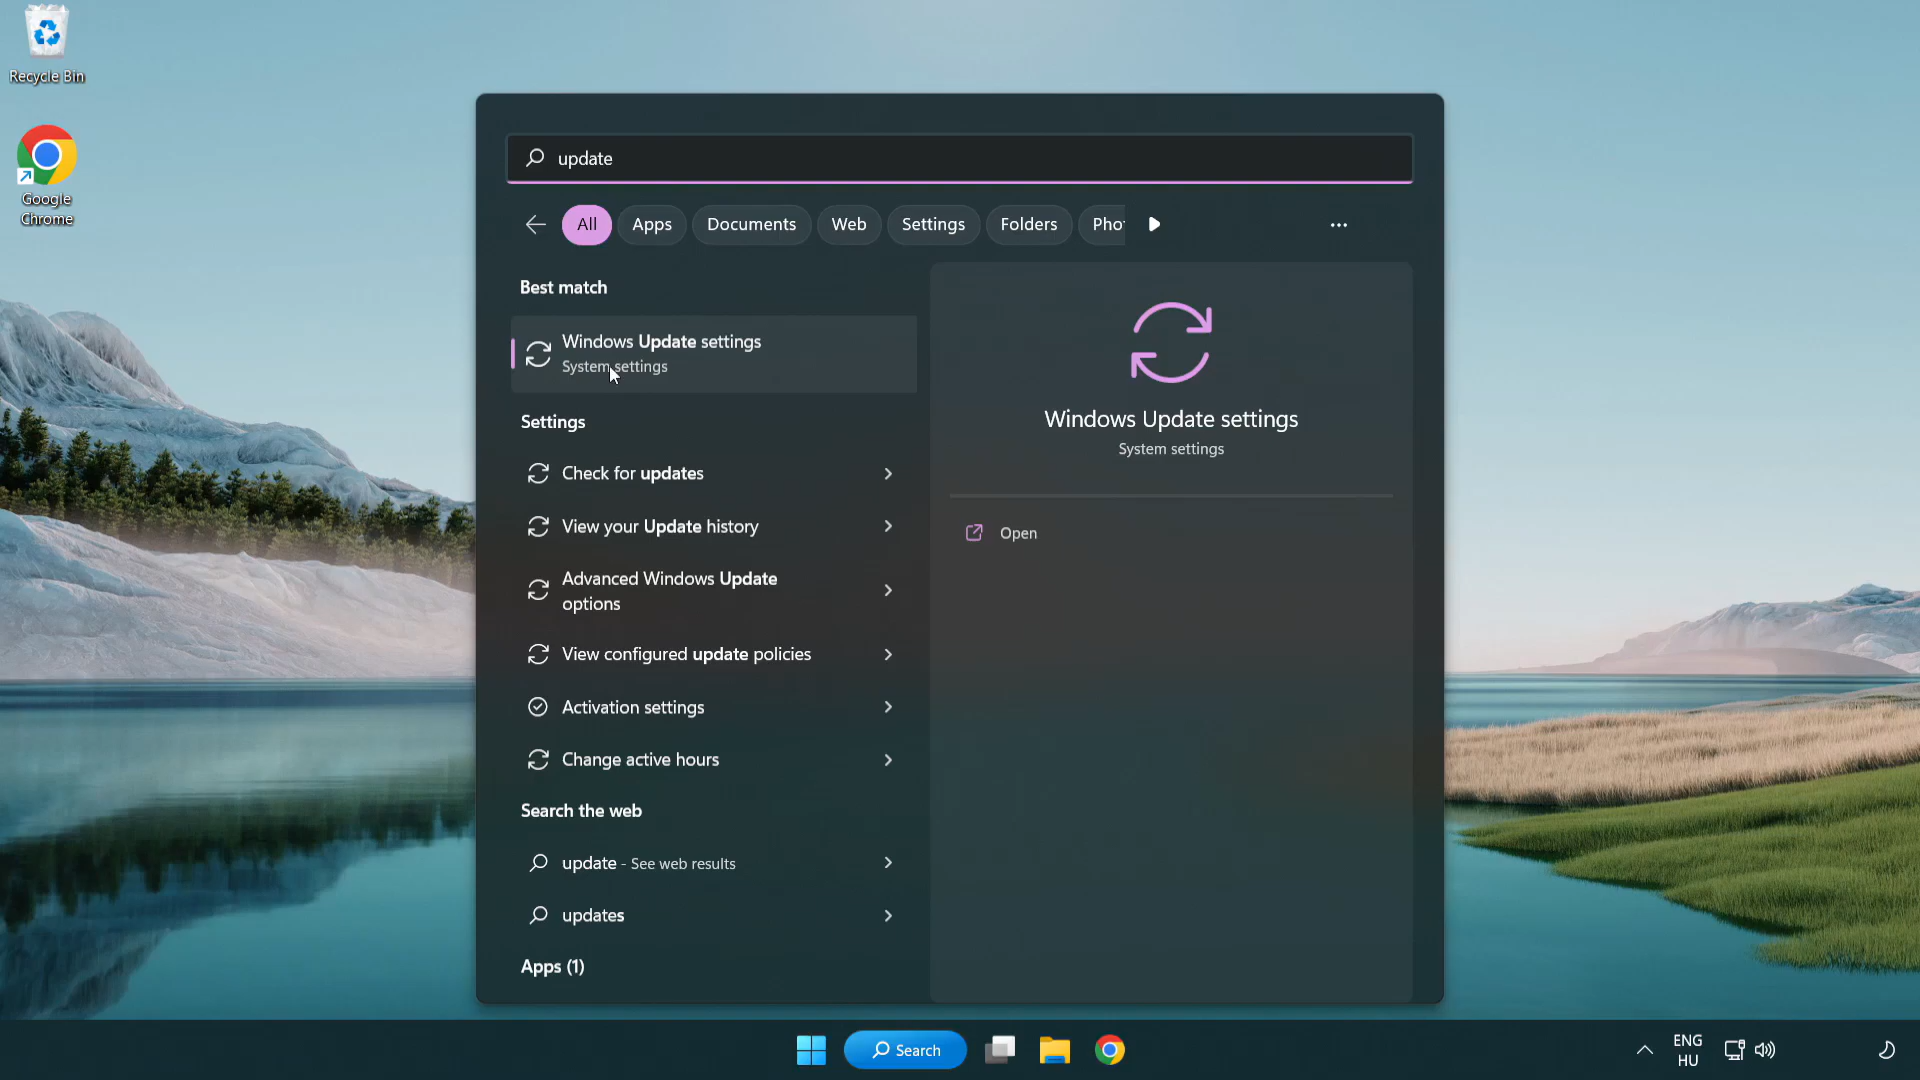 Recycle Bin
Google
Chrome
update
All
Apps
Documents
Web
Settings
Folders
Pho
Best match
Windows Update settings
System settings
Settings
Check for updates
View your Update history
Advanced Windows Update
options
View configured update policies
Activation settings
Change active hours
Search the web
update - See web results
updates
Apps (1)
Windows Update settings
System settings
Open
Search
ENG
HU